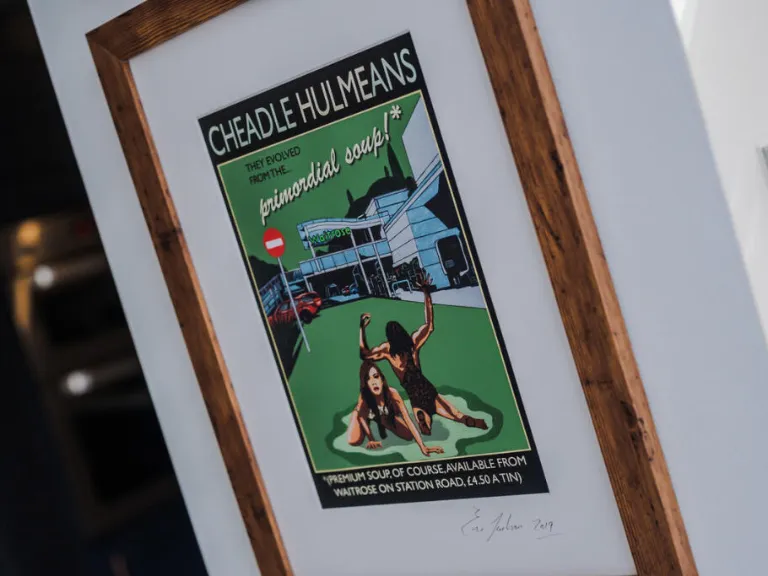 CHEADLE HULMEANS
THEY EVOLVED
FROM THE...
primordial soup!*
Waitrose
*(PREMIUM SOUP, OF COURSE, AVAILABLE FROM
WAITROSE ON STATION ROAD, £4.50 A TIN)
2019